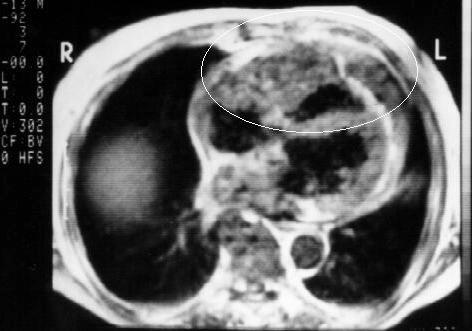 -13 M
-92
3
7
-00.0
L: 0
T: 0
T:0.0
V:302
CF:BV
0 HFS
R
L